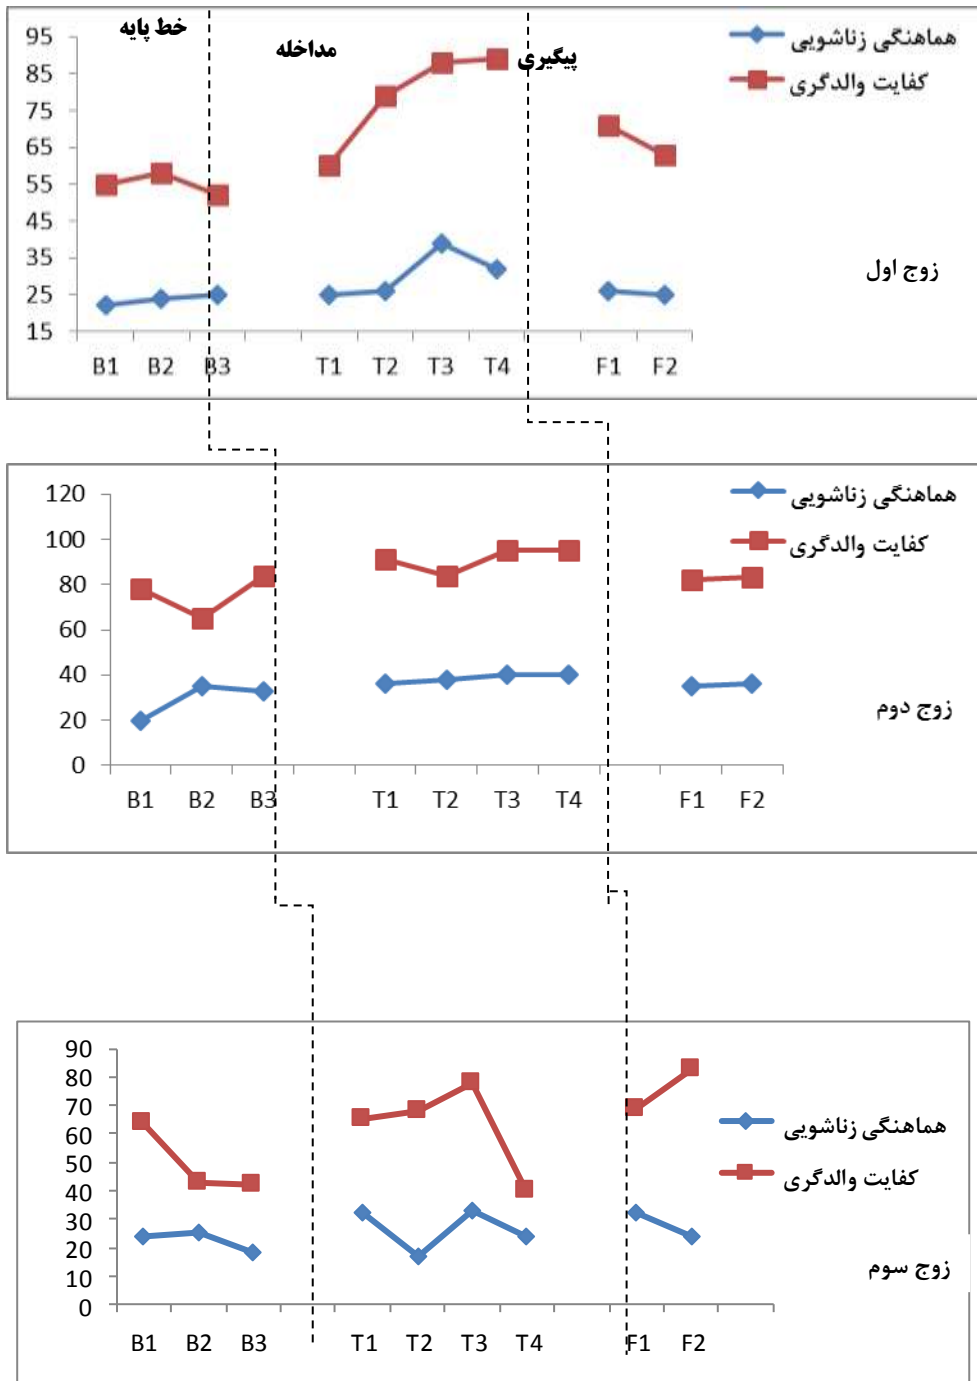 خط پایه
مداخله
پیگیری
هماهنگی زناشویی
کفایت والدگری
95
85
75
65
55
45
35
25
15
زوج اول
B1 B2 B3 T1 T2 T3 T4 F1 F2
هماهنگی زناشویی
کفایت والدگری
120
100
80
60
40
20
0
زوج دوم
B1 B2 B3 T1 T2 T3 T4 F1 F2
هماهنگی زناشویی
کفایت والدگری
90
80
70
60
50
40
30
20
10
0
زوج سوم
B1 B2 B3 T1 T2 T3 T4 F1 F2